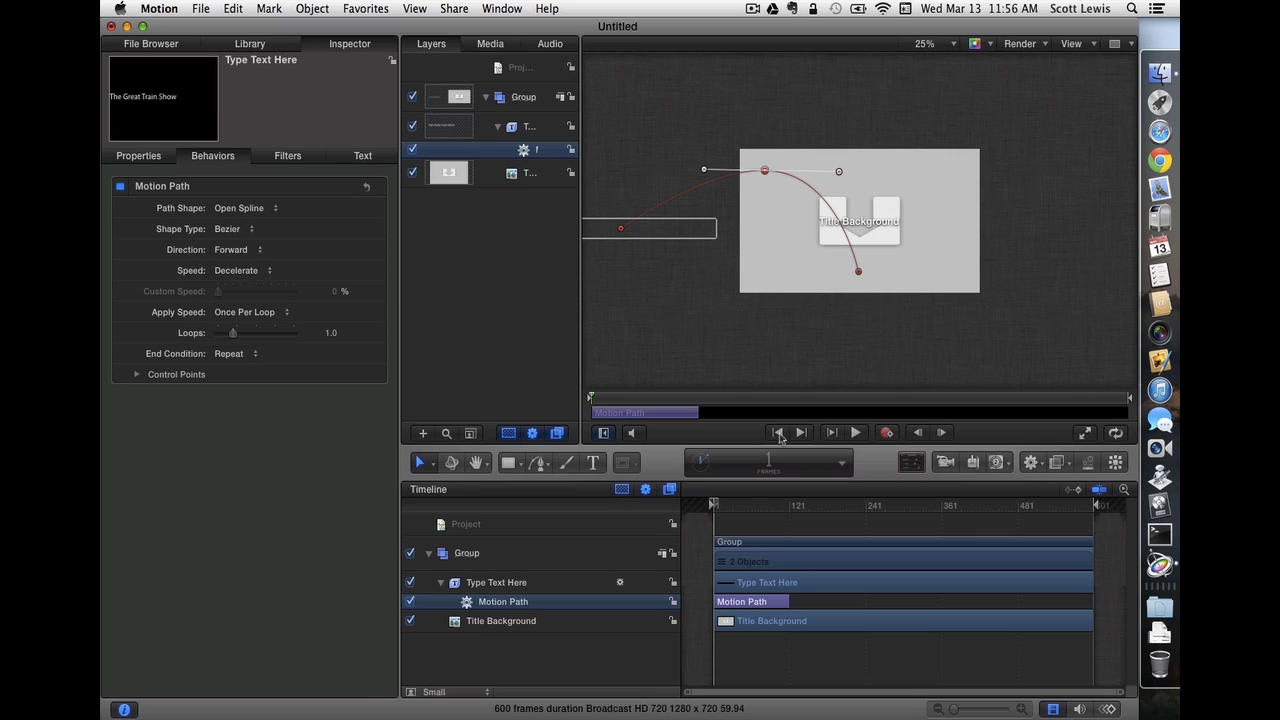 Motion File Edit Mark Object Favorites View Share Window Help Wed Mar 13 11:56 AM Scott Lewis
Untitled
File Browser Library Inspector Layers Media Audio 25% Render View
Type Text Here
The Great Train Show
Properties Behaviors Filters Text
Motion Path
Path Shape: Open Spline
Shape Type: Bezier
Direction: Forward
Speed: Decelerate
Custom Speed: 0 %
Apply Speed: Once Per Loop
Loops: 1.0
End Condition: Repeat
Control Points
Proj...
Group
T...
T...
Title Background
Motion Path
1
FRAMES
Timeline
1 121 241 361 481
Project
Group Group
2 Objects
Type Text Here Type Text Here
Motion Path Motion Path
Title Background Title Background
Small
600 frames duration Broadcast HD 720 1280 x 720 59.94
13